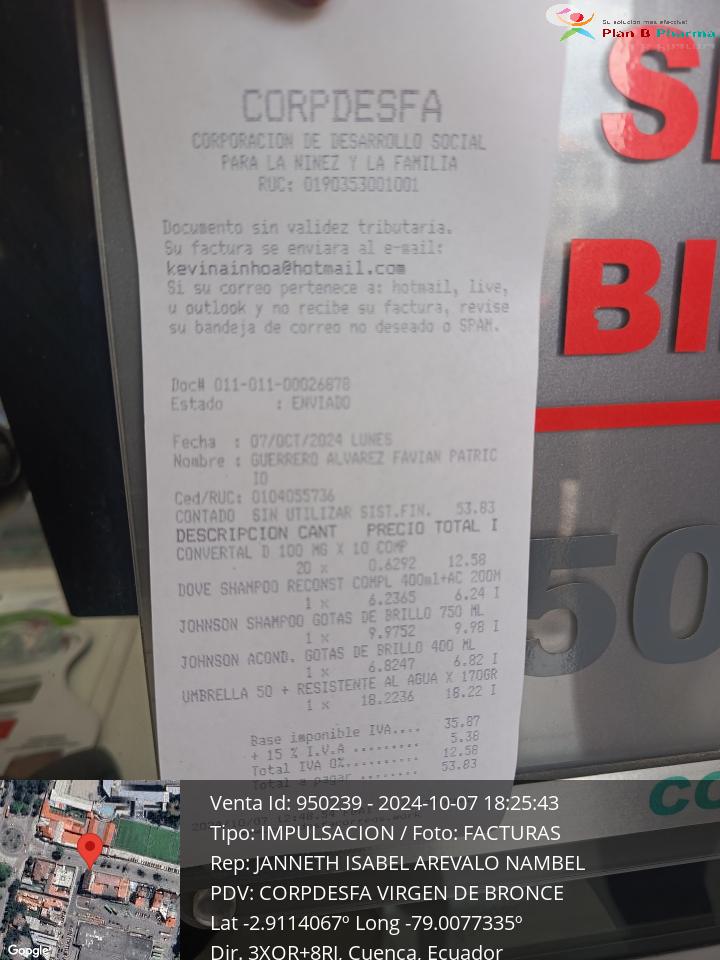 Su solución más efectiva!
Plan B Pharma
CORPDESFA
CORPORACION DE DESARROLLO SOCIAL
PARA LA NINEZ Y LA FAMILIA
RUC: 0190353001001
Documento sin validez tributaria.
Su factura se enviara al e-mail:
kevinainhoa@hotmail.com
Si su correo pertenece a: hotmail, live,
u outlook y no recibe su factura, revise
su bandeja de correo no deseado o SPAM.
Doc# 011-011-00026878
Estado : ENVIADO
Fecha : 07/OCT/2024 LUNES
Nombre : GUERRERO ALVAREZ FAVIAN PATRIC
IO
Ced/RUC: 0104055736
CONTADO SIN UTILIZAR SIST.FIN. 53.83
DESCRIPCION CANT PRECIO TOTAL I
CONVERTAL D 100 MG X 10 COMP
20 x 0.6292 12.58
DOVE SHAMPOO RECONST COMPL 400ml+AC 200M
1 x 6.2365 6.24 I
JOHNSON SHAMPOO GOTAS DE BRILLO 750 ML
1 x 9.9752 9.98 I
JOHNSON ACOND. GOTAS DE BRILLO 400 ML
1 x 6.8247 6.82 I
UMBRELLA 50 + RESISTENTE AL AGUA X 170GR
1 x 18.2236 18.22 I
Base imponible IVA.... 35.87
+ 15 % I.V.A ......... 5.38
Total IVA 0%.......... 12.58
Total a pagar ........ 53.83
BI
50
Venta Id: 950239 - 2024-10-07 18:25:43
Tipo: IMPULSACION / Foto: FACTURAS
Rep: JANNETH ISABEL AREVALO NAMBEL
PDV: CORPDESFA VIRGEN DE BRONCE
Lat -2.9114067º Long -79.0077335º
Dir. 3XQR+8RJ, Cuenca, Ecuador
Google